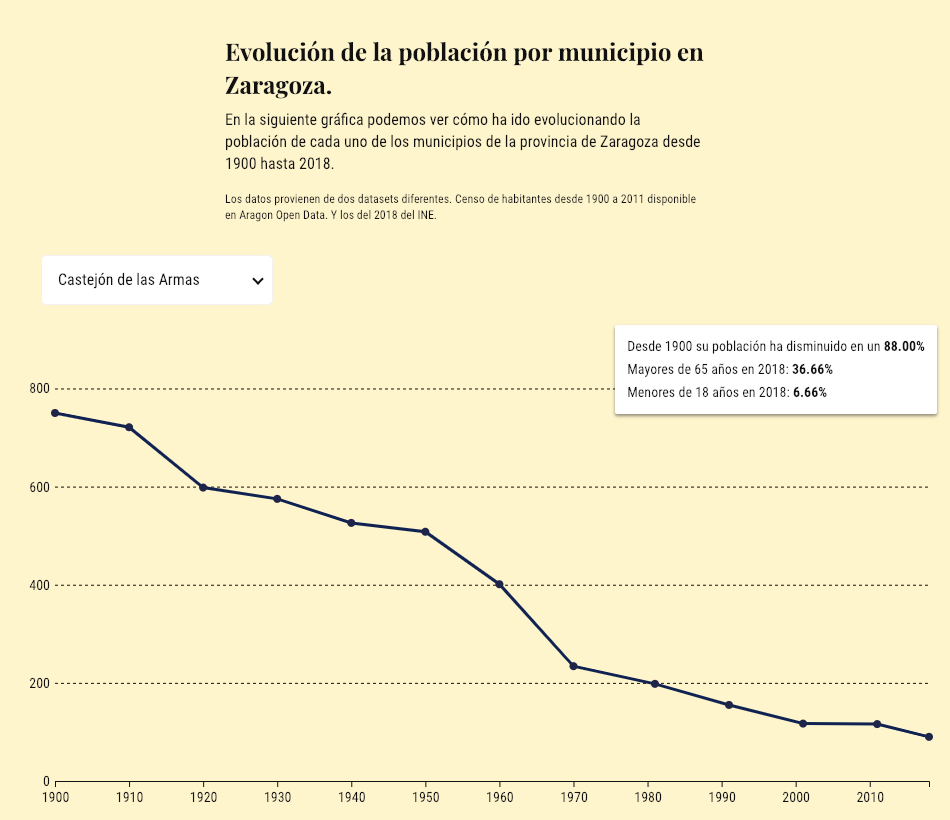 Evolución de la población por municipio en
Zaragoza.
En la siguiente gráfica podemos ver cómo ha ido evolucionando la
población de cada uno de los municipios de la provincia de Zaragoza desde
1900 hasta 2018.
Los datos provienen de dos datasets diferentes. Censo de habitantes desde 1900 a 2011 disponible
en Aragon Open Data. Y los del 2018 del INE.
Castejón de las Armas
Desde 1900 su población ha disminuido en un 88.00%
Mayores de 65 años en 2018: 36.66%
Menores de 18 años en 2018: 6.66%
800
600
400
200
0
1900 1910 1920 1930 1940 1950 1960 1970 1980 1990 2000 2010